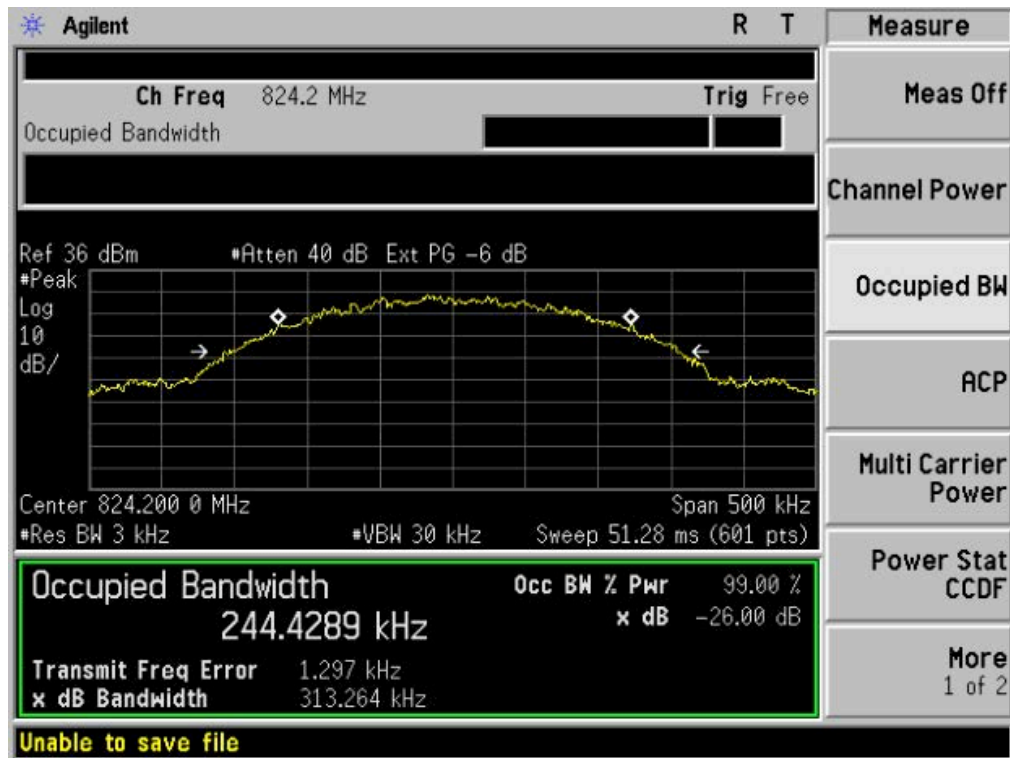 Agilent R T
Measure
Ch Freq 824.2 MHz Trig Free
Occupied Bandwidth
Meas Off
Channel Power
Occupied BW
ACP
Multi Carrier
Power
Power Stat
CCDF
More
1 of 2
Ref 36 dBm #Atten 40 dB Ext PG -6 dB
#Peak
Log
10
dB/
Center 824.200 0 MHz Span 500 kHz
#Res BW 3 kHz #VBW 30 kHz Sweep 51.28 ms (601 pts)
Occupied Bandwidth Occ BW % Pwr 99.00 %
244.4289 kHz x dB -26.00 dB
Transmit Freq Error 1.297 kHz
x dB Bandwidth 313.264 kHz
Unable to save file